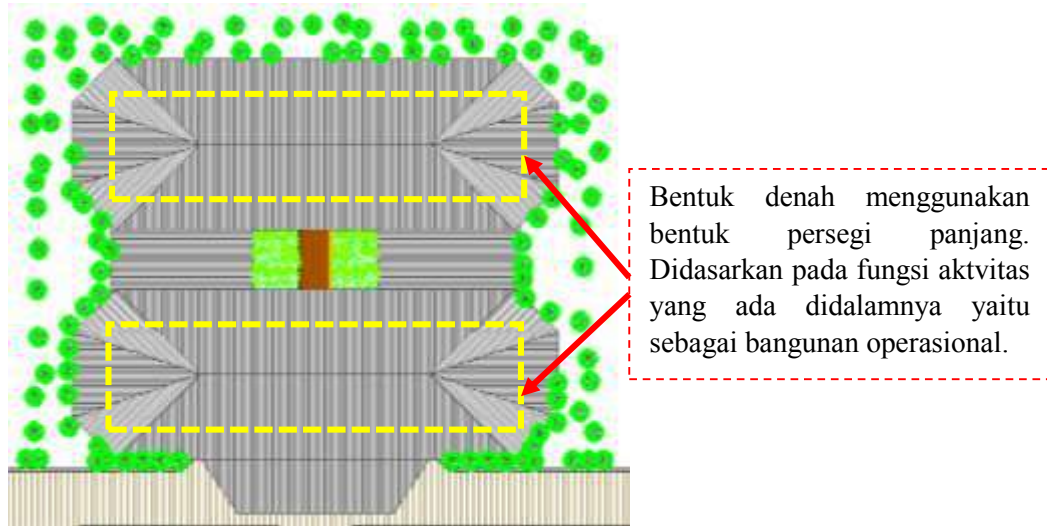 Bentuk denah menggunakan
bentuk persegi panjang.
Didasarkan pada fungsi aktvitas
yang ada didalamnya yaitu
sebagai bangunan operasional.